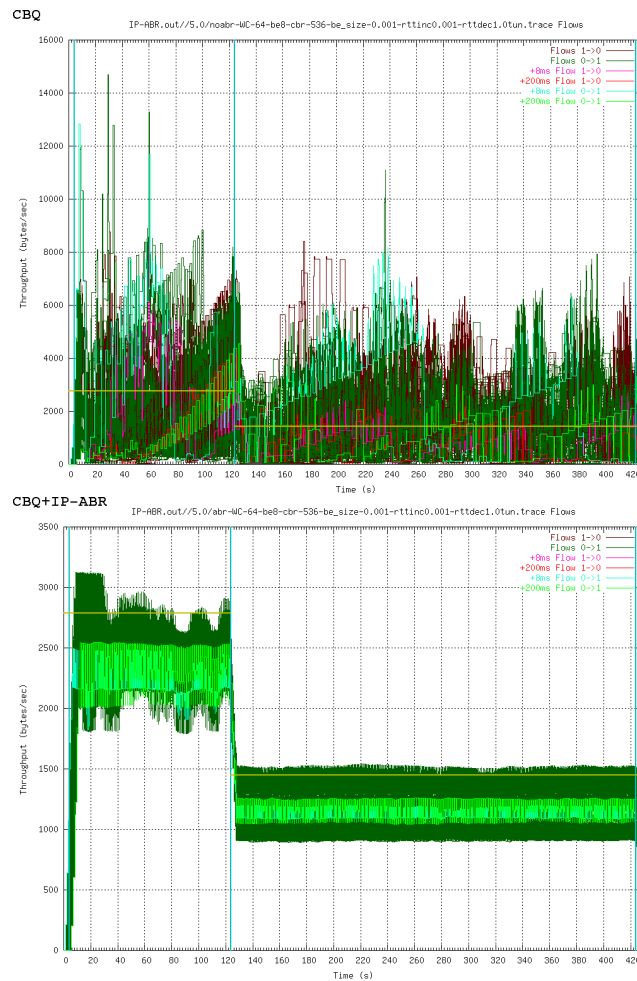 CBQ
IP-ABR.out//5.0/noabr-WC-64-be8-cbr-536-be_size-0.001-rttinc0.001-rttdec1.0tun.trace Flows
Flows 1->0
Flows 0->1
+8ms Flow 1->0
+200ms Flow 1->0
+8ms Flow 0->1
+200ms Flow 0->1
Throughput (bytes/sec)
16000
14000
12000
10000
8000
6000
4000
2000
0
0 20 40 60 80 100 120 140 160 180 200 220 240 260 280 300 320 340 360 380 400 420
Time (s)
CBQ+IP-ABR
IP-ABR.out//5.0/abr-WC-64-be8-cbr-536-be_size-0.001-rttinc0.001-rttdec1.0tun.trace Flows
Flows 1->0
Flows 0->1
+8ms Flow 1->0
+200ms Flow 1->0
+8ms Flow 0->1
+200ms Flow 0->1
Throughput (bytes/sec)
3500
3000
2500
2000
1500
1000
500
0
20 40 60 80 100 120 140 160 180 200 220 240 260 280 300 320 340 360 380 400 420
Time (s)